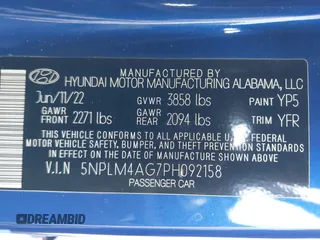 MANUFACTURED BY
HYUNDAI MOTOR MANUFACTURING ALABAMA, LLC
Jun/11/22 GVWR 3858 lbs PAINT YP5
GAWR FRONT 2271 lbs GAWR REAR 2094 lbs TRIM YFR
THIS VEHICLE CONFORMS TO ALL APPLICABLE
U.S. FEDERAL MOTOR VEHICLE SAFETY, BUMPER,
AND THEFT PREVENTION STANDARDS IN EFFECT
ON THE DATE OF MANUFACTURE SHOWN ABOVE.
V.I.N 5NPLM4AG7PH092158
PASSENGER CAR
DREAMBID